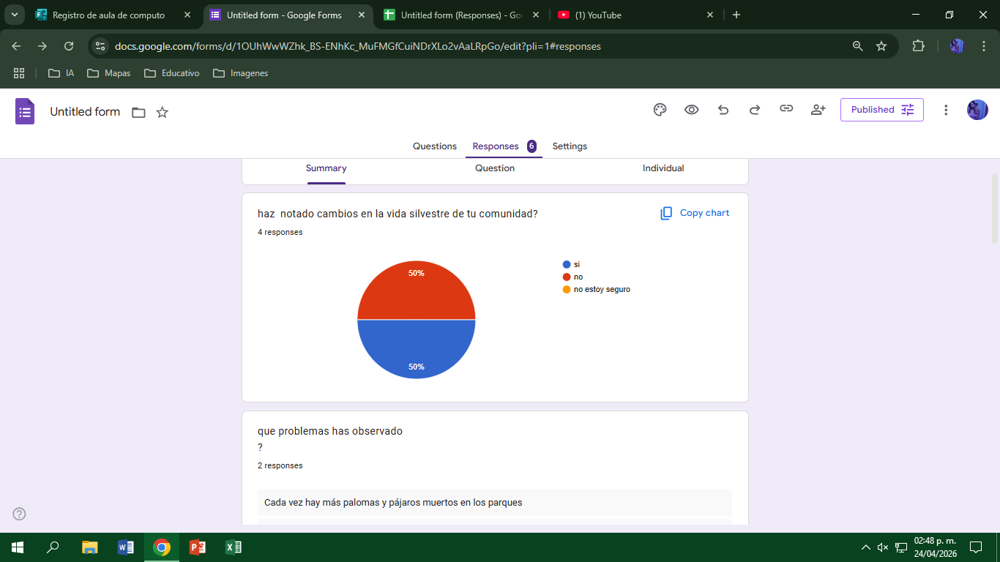 Registro de aula de computo
Untitled form - Google Forms
Untitled form (Responses) - Goo
(1) YouTube
docs.google.com/forms/d/1OUhWwWZhk_BS-ENhKc_MuFMGfCuiNDrXLo2vAaLRpGo/edit?pli=1#responses
IA
Mapas
Educativo
Imagenes
Untitled form
Published
Questions
Responses 6
Settings
Summary
Question
Individual
haz  notado cambios en la vida silvestre de tu comunidad?
Copy chart
4 responses
50%
50%
si
no
no estoy seguro
que problemas has observado
?
2 responses
Cada vez hay más palomas y pájaros muertos en los parques
02:48 p. m.
24/04/2026